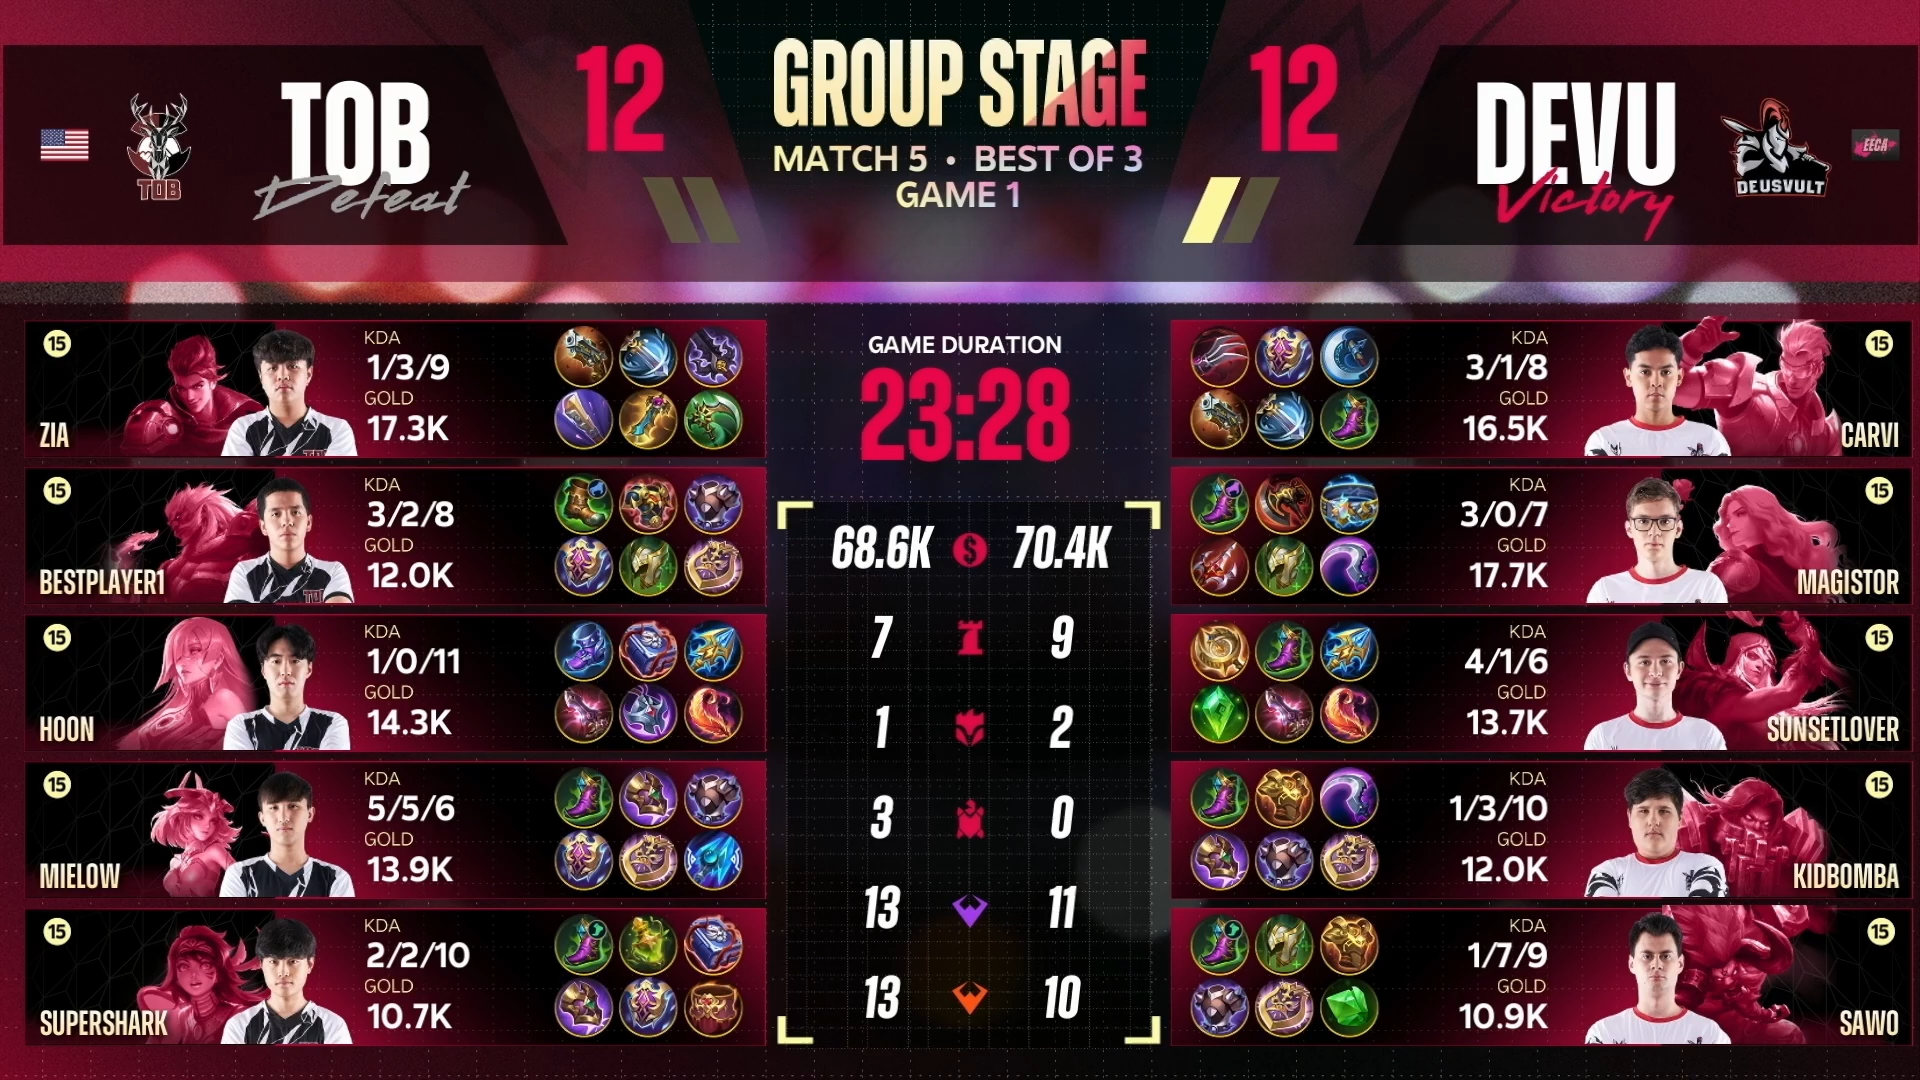 TOB
TOB
Defeat
12
GROUP STAGE
MATCH 5 • BEST OF 3
GAME 1
12
DEVU
Victory
DEUSVULT
EECA
15
ZIA
KDA
1/3/9
GOLD
17.3K
15
BESTPLAYER1
KDA
3/2/8
GOLD
12.0K
15
HOON
KDA
1/0/11
GOLD
14.3K
15
MIELOW
KDA
5/5/6
GOLD
13.9K
15
SUPERSHARK
KDA
2/2/10
GOLD
10.7K
GAME DURATION
23:28
68.6K 70.4K
7 9
1 2
3 0
13 11
13 10
KDA
3/1/8
GOLD
16.5K
15
CARVI
KDA
3/0/7
GOLD
17.7K
15
MAGISTOR
KDA
4/1/6
GOLD
13.7K
15
SUNSETLOVER
KDA
1/3/10
GOLD
12.0K
15
KIDBOMBA
KDA
1/7/9
GOLD
10.9K
15
SAWO